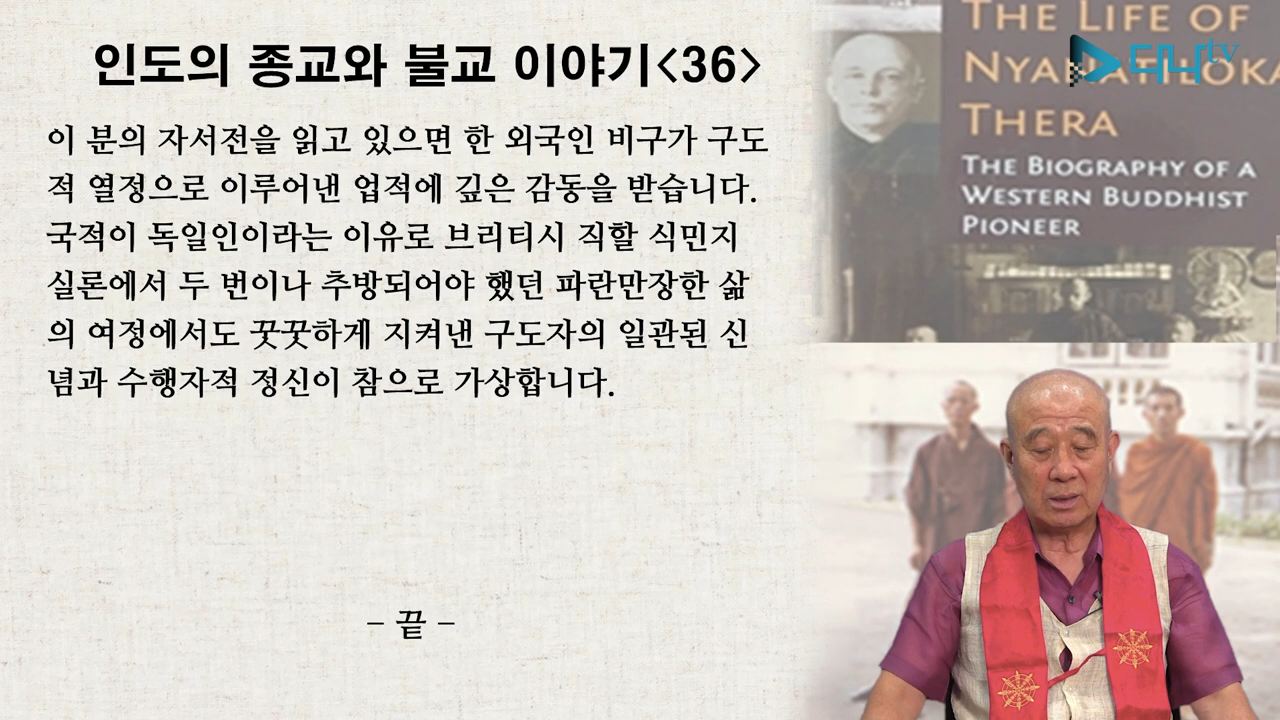 인도의 종교와 불교 이야기<36>
이 분의 자서전을 읽고 있으면 한 외국인 비구가 구도
적 열정으로 이루어낸 업적에 깊은 감동을 받습니다.
국적이 독일인이라는 이유로 브리티시 직할 식민지
실론에서 두 번이나 추방되어야 했던 파란만장한 삶
의 여정에서도 꿋꿋하게 지켜낸 구도자의 일관된 신
념과 수행자적 정신이 참으로 가상합니다.
- 끝 -
THE LIFE OF
THERA
THE BIOGRAPHY OF A
WESTERN BUDDHIST
PIONEER
tv